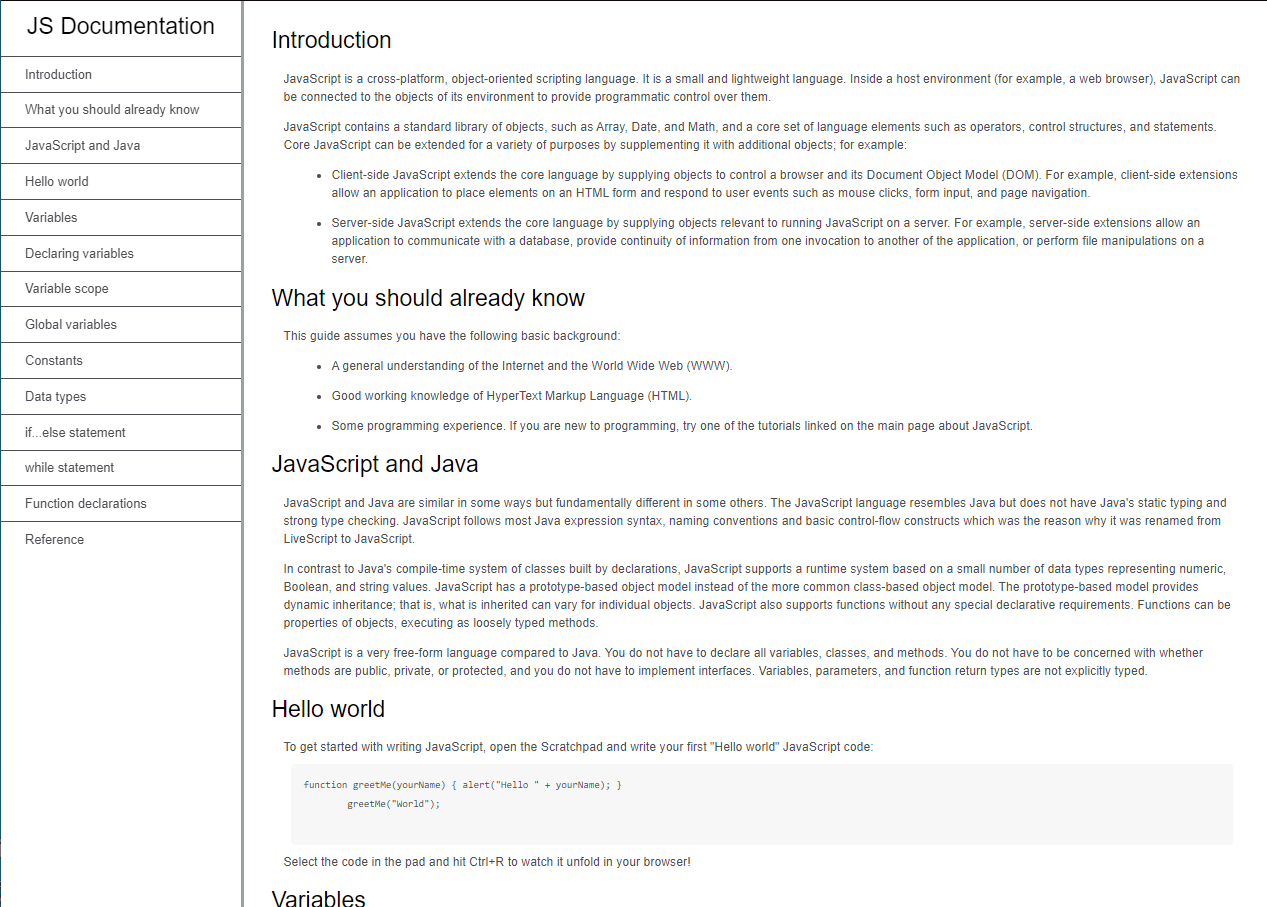 JS Documentation
Introduction
What you should already know
JavaScript and Java
Hello world
Variables
Declaring variables
Variable scope
Global variables
Constants
Data types
if...else statement
while statement
Function declarations
Reference
Introduction
JavaScript is a cross-platform, object-oriented scripting language. It is a small and lightweight language. Inside a host environment (for example, a web browser), JavaScript can
be connected to the objects of its environment to provide programmatic control over them.
JavaScript contains a standard library of objects, such as Array, Date, and Math, and a core set of language elements such as operators, control structures, and statements.
Core JavaScript can be extended for a variety of purposes by supplementing it with additional objects; for example:
• Client-side JavaScript extends the core language by supplying objects to control a browser and its Document Object Model (DOM). For example, client-side extensions
allow an application to place elements on an HTML form and respond to user events such as mouse clicks, form input, and page navigation.
• Server-side JavaScript extends the core language by supplying objects relevant to running JavaScript on a server. For example, server-side extensions allow an
application to communicate with a database, provide continuity of information from one invocation to another of the application, or perform file manipulations on a
server.
What you should already know
This guide assumes you have the following basic background:
• A general understanding of the Internet and the World Wide Web (WWW).
• Good working knowledge of HyperText Markup Language (HTML).
• Some programming experience. If you are new to programming, try one of the tutorials linked on the main page about JavaScript.
JavaScript and Java
JavaScript and Java are similar in some ways but fundamentally different in some others. The JavaScript language resembles Java but does not have Java's static typing and
strong type checking. JavaScript follows most Java expression syntax, naming conventions and basic control-flow constructs which was the reason why it was renamed from
LiveScript to JavaScript.
In contrast to Java's compile-time system of classes built by declarations, JavaScript supports a runtime system based on a small number of data types representing numeric,
Boolean, and string values. JavaScript has a prototype-based object model instead of the more common class-based object model. The prototype-based model provides
dynamic inheritance; that is, what is inherited can vary for individual objects. JavaScript also supports functions without any special declarative requirements. Functions can be
properties of objects, executing as loosely typed methods.
JavaScript is a very free-form language compared to Java. You do not have to declare all variables, classes, and methods. You do not have to be concerned with whether
methods are public, private, or protected, and you do not have to implement interfaces. Variables, parameters, and function return types are not explicitly typed.
Hello world
To get started with writing JavaScript, open the Scratchpad and write your first "Hello world" JavaScript code:
function greetMe(yourName) { alert("Hello " + yourName); }
greetMe("World");
Select the code in the pad and hit Ctrl+R to watch it unfold in your browser!
Variables